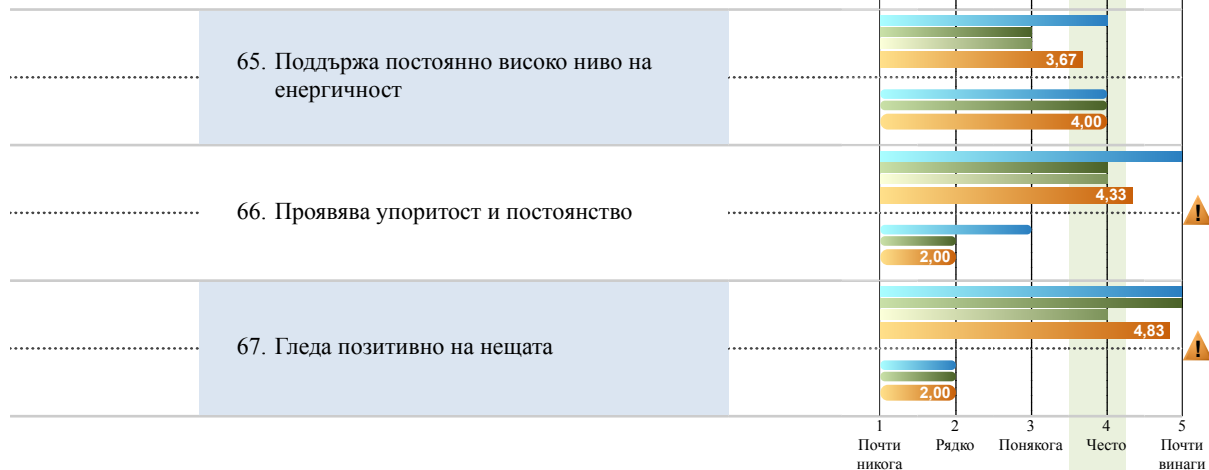 65. Поддържа постоянно високо ниво на
енергичност
3,67
4,00
66. Проявява упоритост и постоянство
4,33
!
2,00
67. Гледа позитивно на нещата
4,83
!
2,00
1 2 3 4 5
Почти Рядко Понякога Често Почти
никога винаги